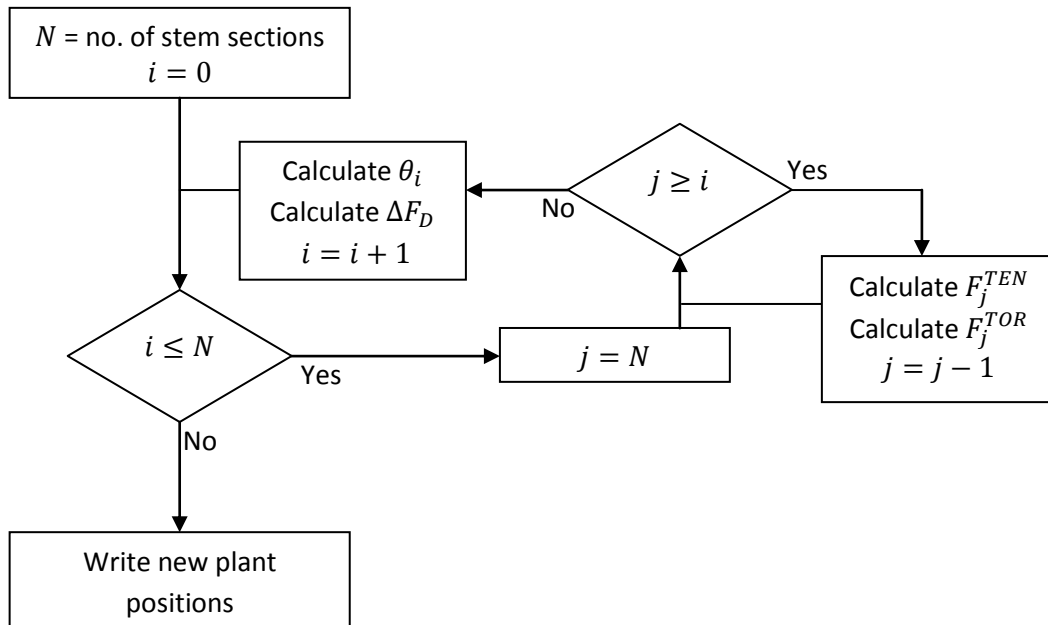 N = no. of stem sections
i = 0
Calculate θᵢ
Calculate ΔF_D
i = i + 1
j ≥ i
Yes
No
Calculate F_j^{TEN}
Calculate F_j^{TOR}
j = j − 1
i ≤ N
Yes
j = N
No
Write new plant
positions